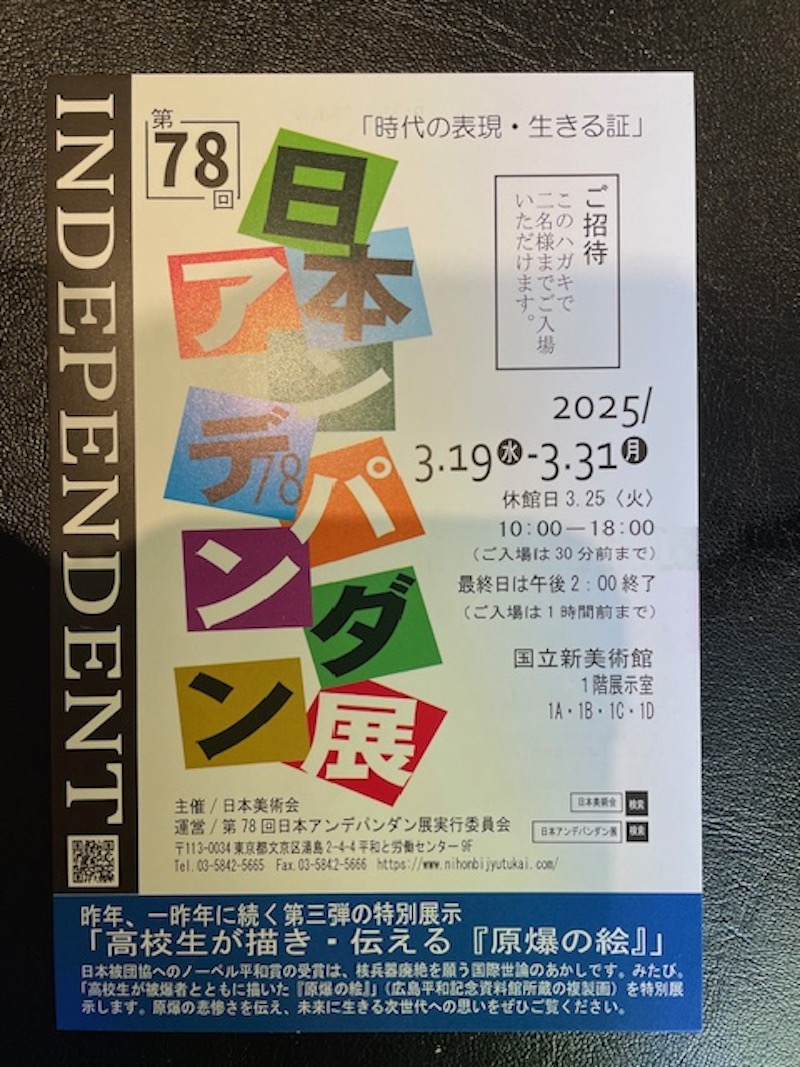 INDEPENDENT
第
78
回
「時代の表現・生きる証」
日本
アンデパンダン
展
78
ご招待
このハガキで
二名様までご入場
いただけます。
2025/
3.19水-3.31月
休館日3.25〈火〉
10:00―18:00
(ご入場は30分前まで)
最終日は午後2:00終了
(ご入場は1時間前まで)
国立新美術館
1階展示室
1A・1B・1C・1D
主催/日本美術会
運営/第78回日本アンデパンダン展実行委員会
〒113-0034 東京都文京区湯島2-4-4平和と労働センター9F
Tel.03-5842-5665 Fax.03-5842-5666 https://www.nihonbijyutukai.com/
日本美術会 検索
日本アンデパンダン展 検索
昨年、一昨年に続く第三弾の特別展示
「高校生が描き・伝える『原爆の絵』」
日本被団協へのノーベル平和賞の受賞は、核兵器廃絶を願う国際世論のあかしです。みたび。
「高校生が被爆者とともに描いた『原爆の絵』」(広島平和記念資料館所蔵の複製画)を特別展
示します。原爆の悲惨さを伝え、未来に生きる次世代への思いをぜひご覧ください。